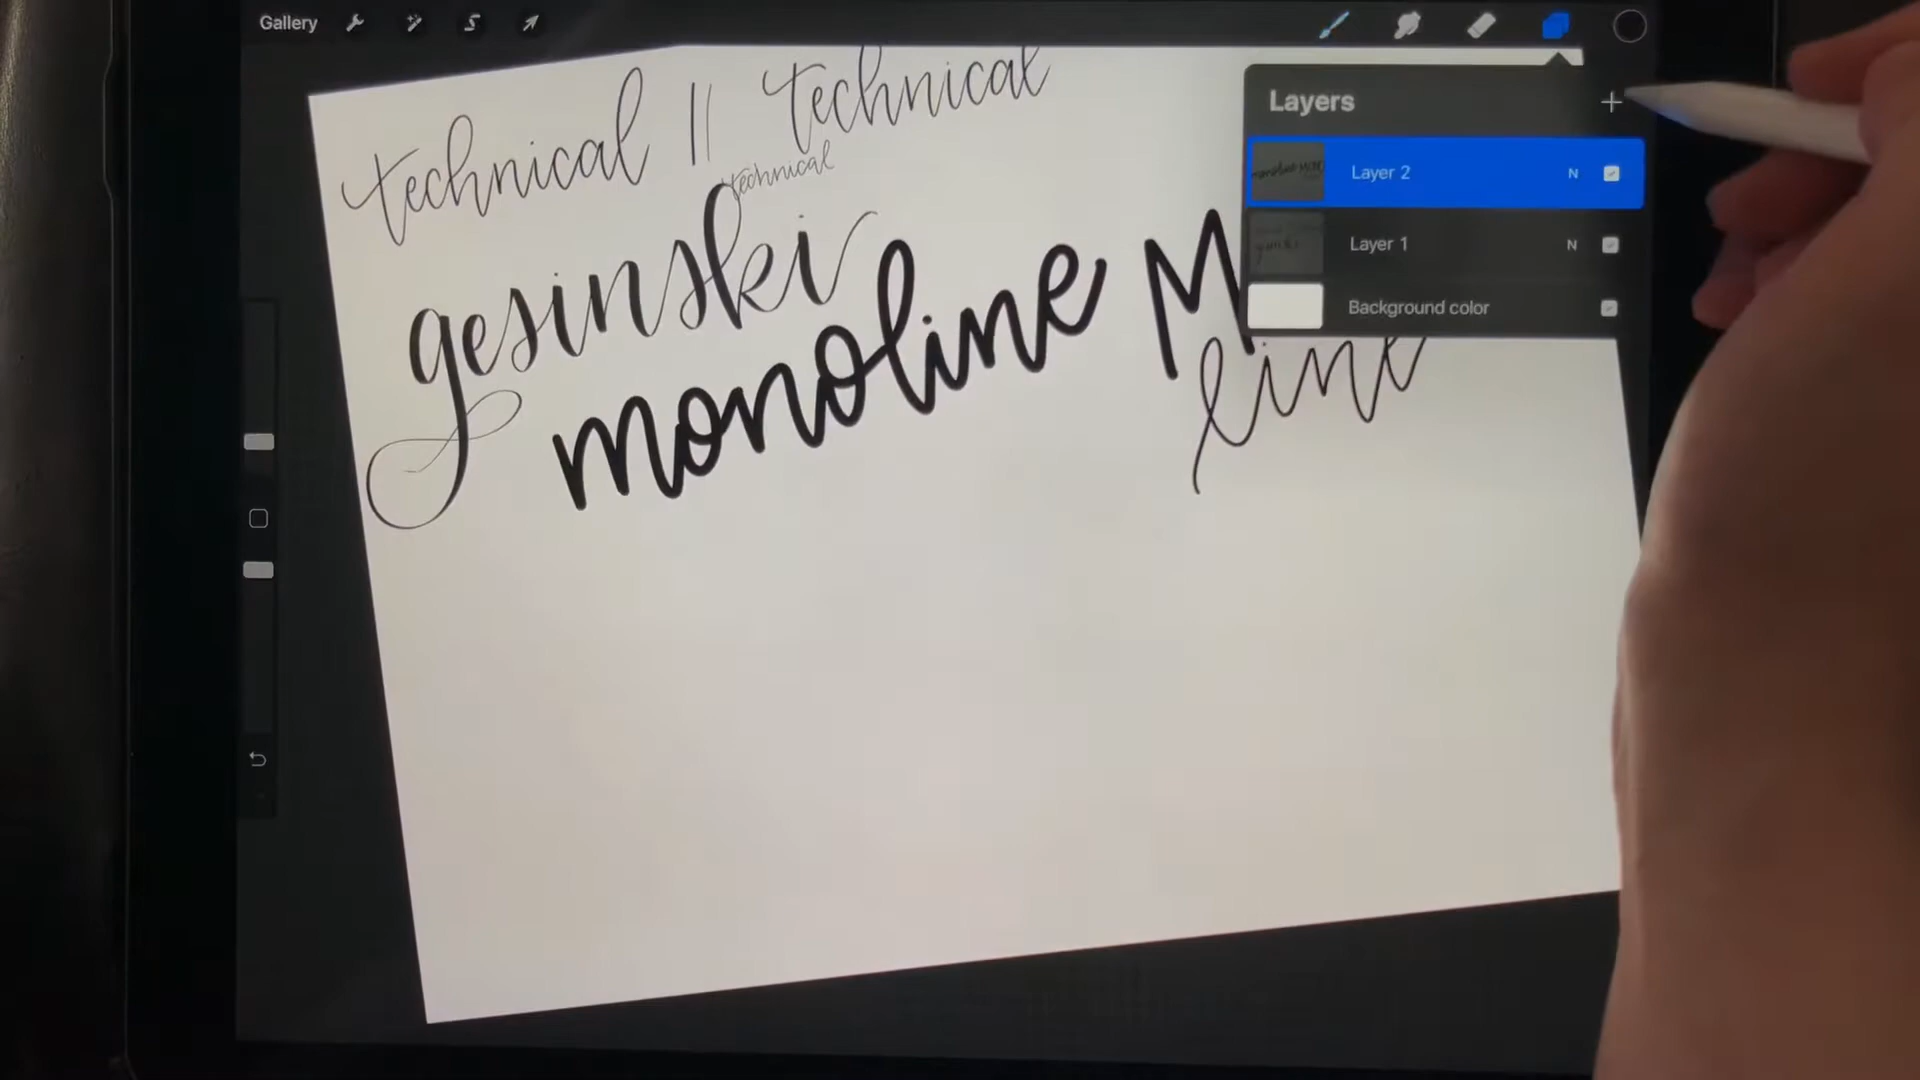 Gallery
Layers
Layer 2 N
Layer 1 N
Background color
technical || technical
technical
gesinski
monoline M
line